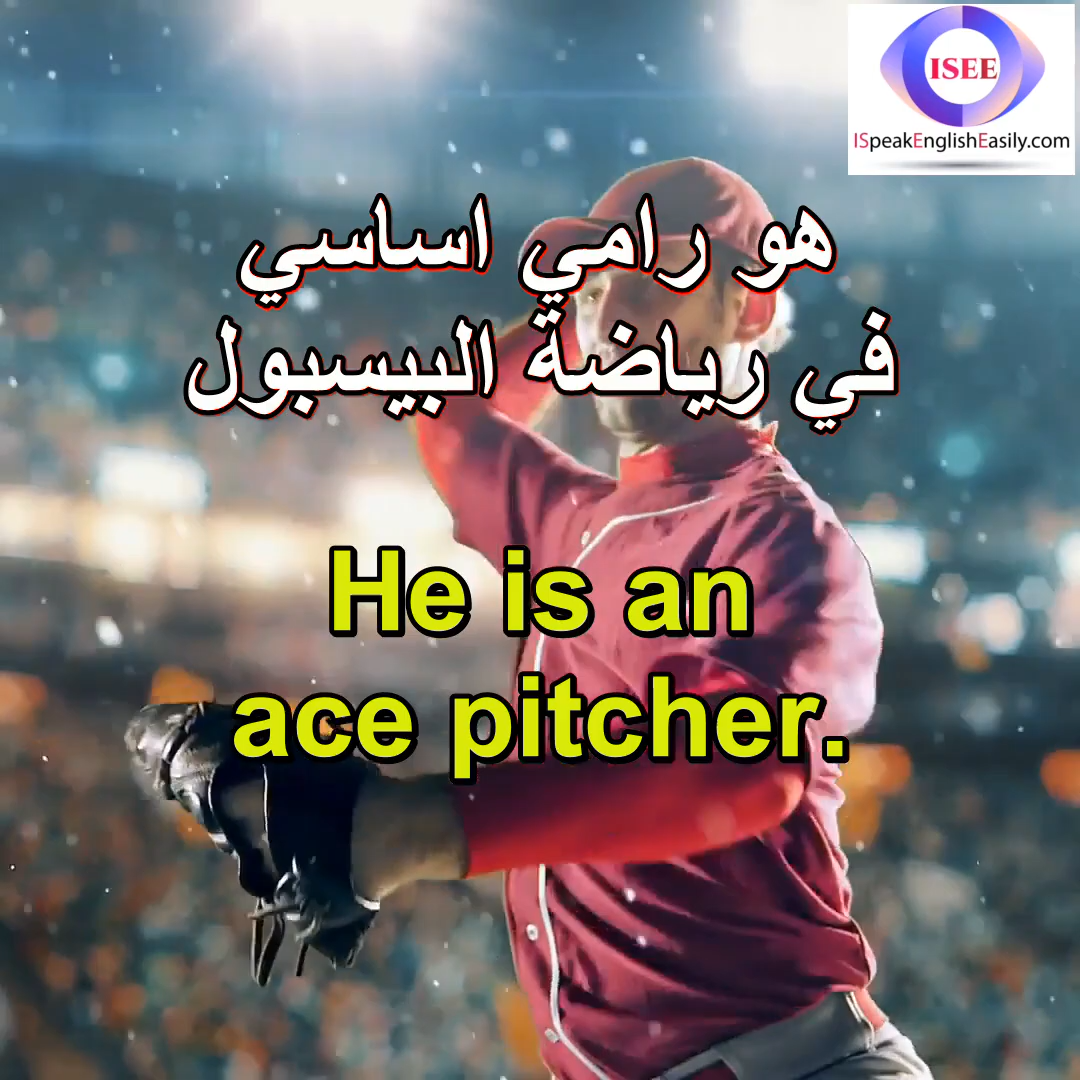 ISEE
ISpeakEnglishEasily.com
هو رامي اساسي
في رياضة البيسبول
He is an
ace pitcher.